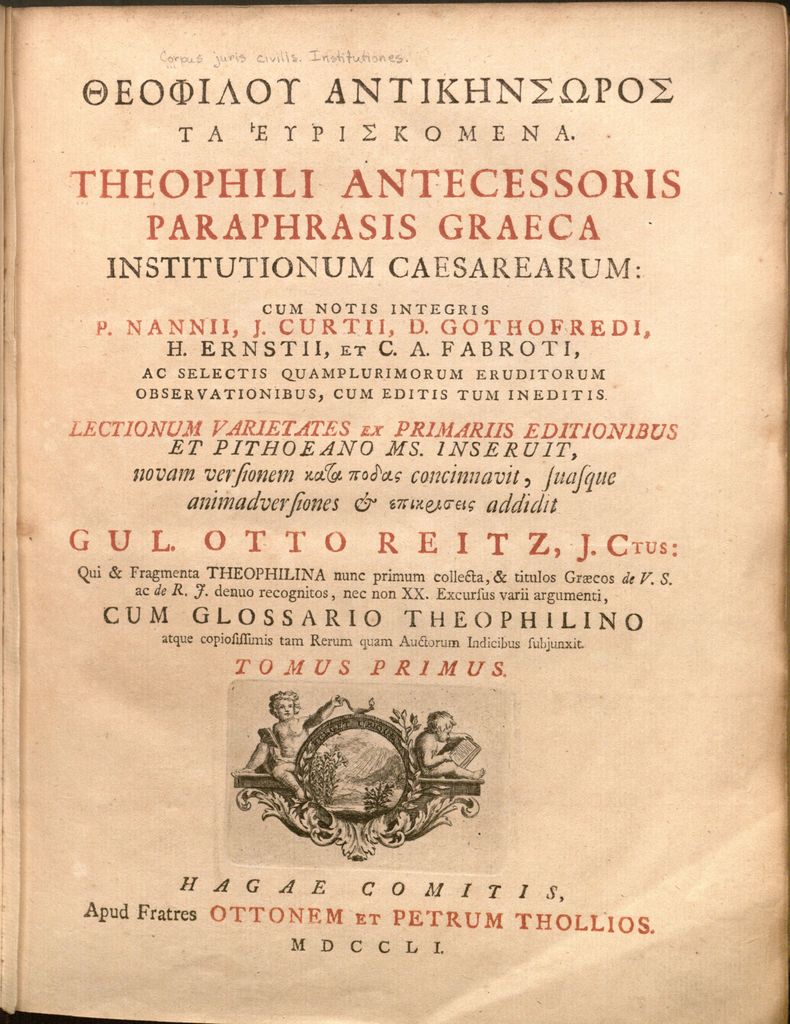 Corpus juris civilis. Institutiones.
ΘΕΟΦΙΛΟΥ ΑΝΤΙΚΗΝΣΩΡΟΣ
ΤΑ ἙΥΡΙΣΚΟΜΕΝΑ.
THEOPHILI ANTECESSORIS
PARAPHRASIS GRAECA
INSTITUTIONUM CAESAREARUM:
CUM NOTIS INTEGRIS
P. NANNII, J. CURTII, D. GOTHOFREDI,
H. ERNSTII, ET C. A. FABROTI,
AC SELECTIS QUAMPLURIMORUM ERUDITORUM
OBSERVATIONIBUS, CUM EDITIS TUM INEDITIS.
LECTIONUM VARIETATES EX PRIMARIIS EDITIONIBUS
ET PITHOEANO MS. INSERUIT,
novam verſionem κατα ποδας concinnavit, ſuaſque
animadverſiones & επικρισεις addidit
GUL. OTTO REITZ, J. CTUS:
Qui & Fragmenta THEOPHILINA nunc primum collecta, & titulos Græcos de V. S.
ac de R. J. denuo recognitos, nec non XX. Excurſus varii argumenti,
CUM GLOSSARIO THEOPHILINO
atque copioſiſſimis tam Rerum quam Auctorum Indicibus ſubjunxit.
TOMUS PRIMUS.
HAGAE COMITIS,
Apud Fratres OTTONEM ET PETRUM THOLLIOS.
MDCCLI.